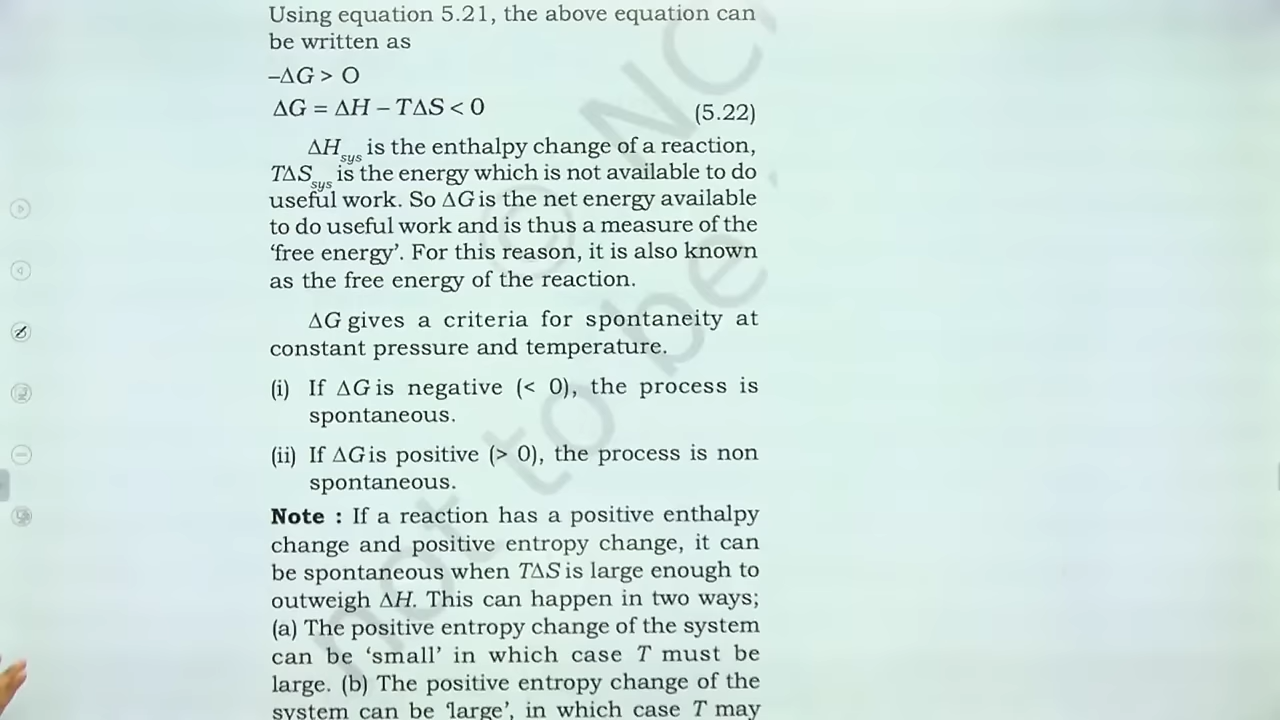 Using equation 5.21, the above equation can
be written as
–ΔG > O
ΔG = ΔH – TΔS < 0 (5.22)
ΔHsys is the enthalpy change of a reaction,
TΔSsys is the energy which is not available to do
useful work. So ΔG is the net energy available
to do useful work and is thus a measure of the
‘free energy’. For this reason, it is also known
as the free energy of the reaction.
ΔG gives a criteria for spontaneity at
constant pressure and temperature.
(i) If ΔG is negative (< 0), the process is
spontaneous.
(ii) If ΔG is positive (> 0), the process is non
spontaneous.
Note : If a reaction has a positive enthalpy
change and positive entropy change, it can
be spontaneous when TΔS is large enough to
outweigh ΔH. This can happen in two ways;
(a) The positive entropy change of the system
can be ‘small’ in which case T must be
large. (b) The positive entropy change of the
system can be ‘large’, in which case T may
© NC
not to be